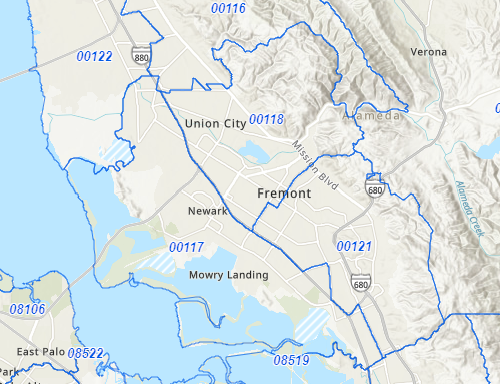 00116
Verona
00122
880
00118
Alameda
Union City
Mission Blvd
680
Alameda Creek
Fremont
Newark
00117
00121
Mowry Landing
680
08106
East Palo
08522
08519
Park